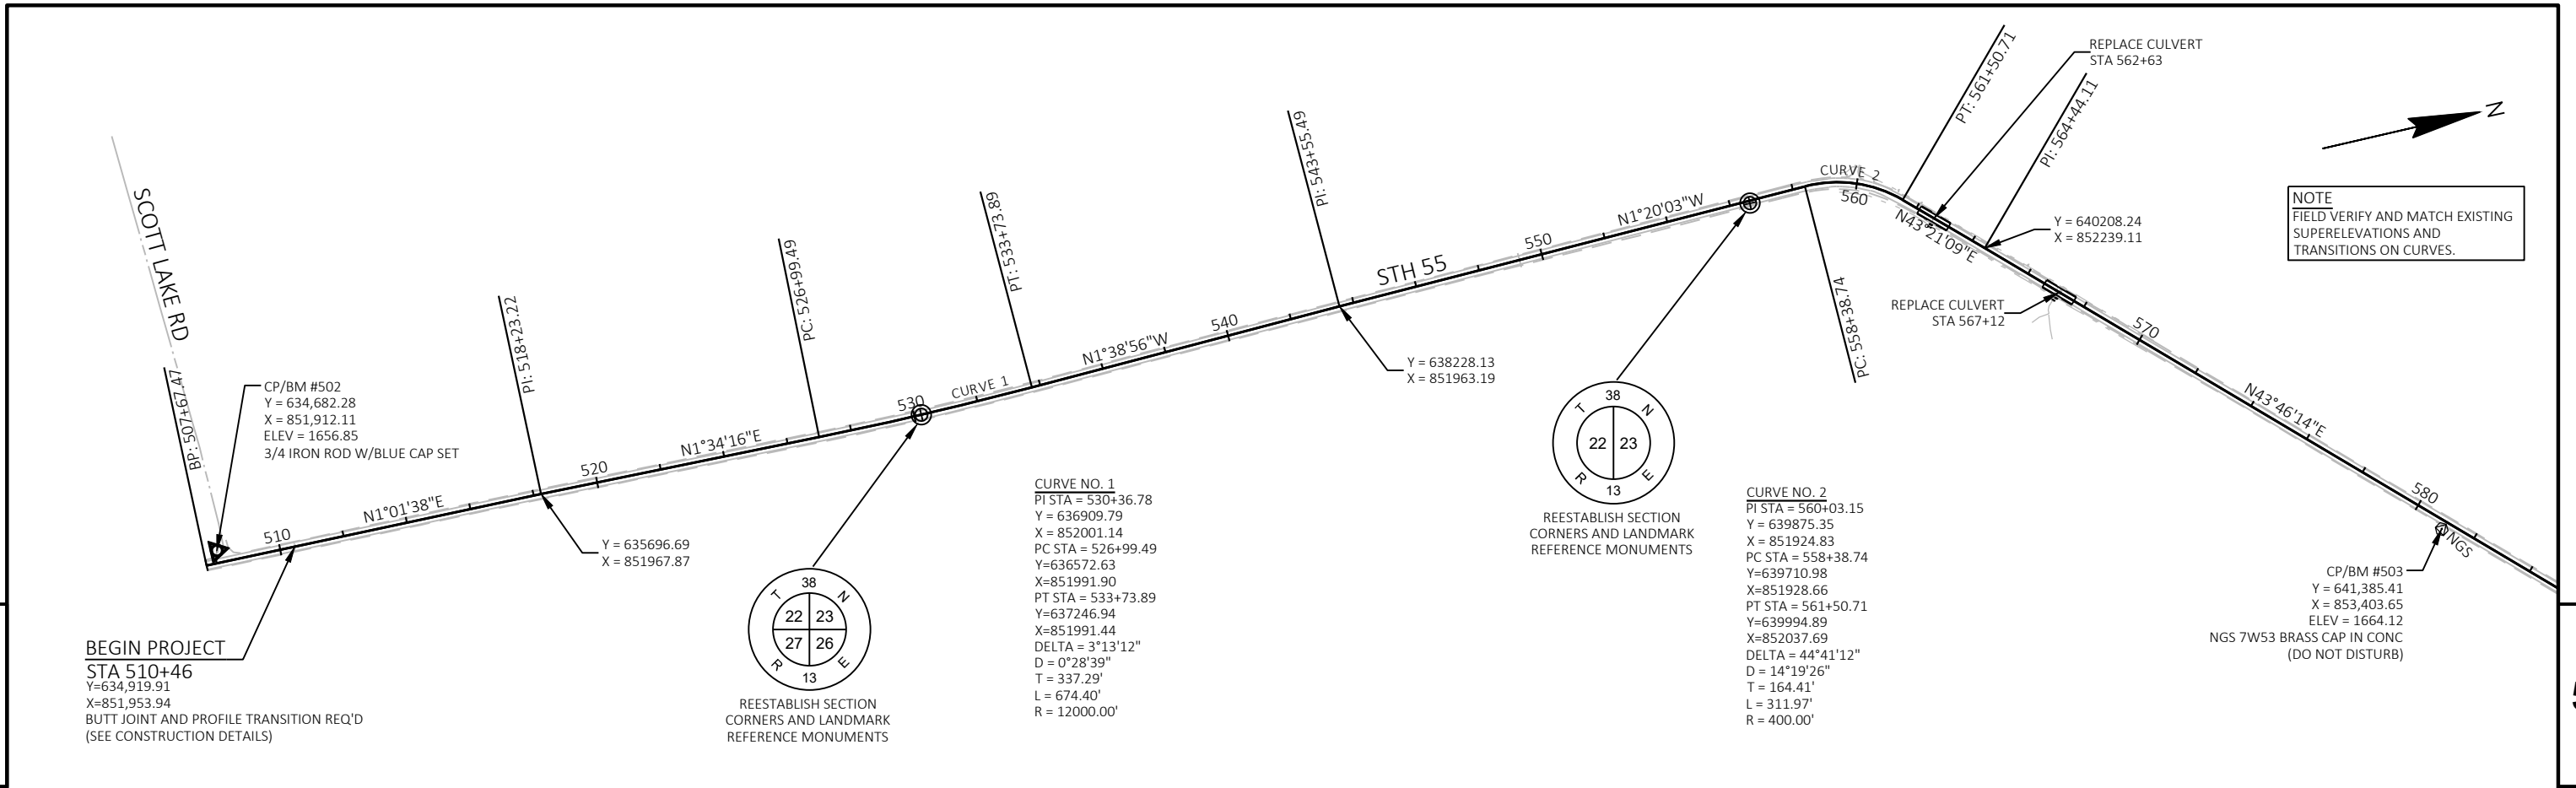 SCOTT LAKE RD
BP: 507+67.47
CP/BM #502
Y = 634,682.28
X = 851,912.11
ELEV = 1656.85
3/4 IRON ROD W/BLUE CAP SET
510
N1°01'38"E
BEGIN PROJECT
STA 510+46
Y=634,919.91
X=851,953.94
BUTT JOINT AND PROFILE TRANSITION REQ'D
(SEE CONSTRUCTION DETAILS)
PI: 518+23.22
Y = 635696.69
X = 851967.87
520
N1°34'16"E
PC: 526+99.49
530
CURVE 1
38
T N
22 23
27 26
R E
13
REESTABLISH SECTION
CORNERS AND LANDMARK
REFERENCE MONUMENTS
PT: 533+73.89
N1°38'56"W
540
CURVE NO. 1
PI STA = 530+36.78
Y = 636909.79
X = 852001.14
PC STA = 526+99.49
Y=636572.63
X=851991.90
PT STA = 533+73.89
Y=637246.94
X=851991.44
DELTA = 3°13'12"
D = 0°28'39"
T = 337.29'
L = 674.40'
R = 12000.00'
PI: 543+55.49
Y = 638228.13
X = 851963.19
STH 55
550
N1°20'03"W
38
T N
22 23
R E
13
REESTABLISH SECTION
CORNERS AND LANDMARK
REFERENCE MONUMENTS
PC: 558+38.74
CURVE 2
560
CURVE NO. 2
PI STA = 560+03.15
Y = 639875.35
X = 851924.83
PC STA = 558+38.74
Y=639710.98
X=851928.66
PT STA = 561+50.71
Y=639994.89
X=852037.69
DELTA = 44°41'12"
D = 14°19'26"
T = 164.41'
L = 311.97'
R = 400.00'
PT: 561+50.71
REPLACE CULVERT
STA 562+63
N43°21'09"E
PI: 564+44.11
Y = 640208.24
X = 852239.11
REPLACE CULVERT
STA 567+12
570
N43°46'14"E
580
NGS
CP/BM #503
Y = 641,385.41
X = 853,403.65
ELEV = 1664.12
NGS 7W53 BRASS CAP IN CONC
(DO NOT DISTURB)
N
NOTE
FIELD VERIFY AND MATCH EXISTING
SUPERELEVATIONS AND
TRANSITIONS ON CURVES.